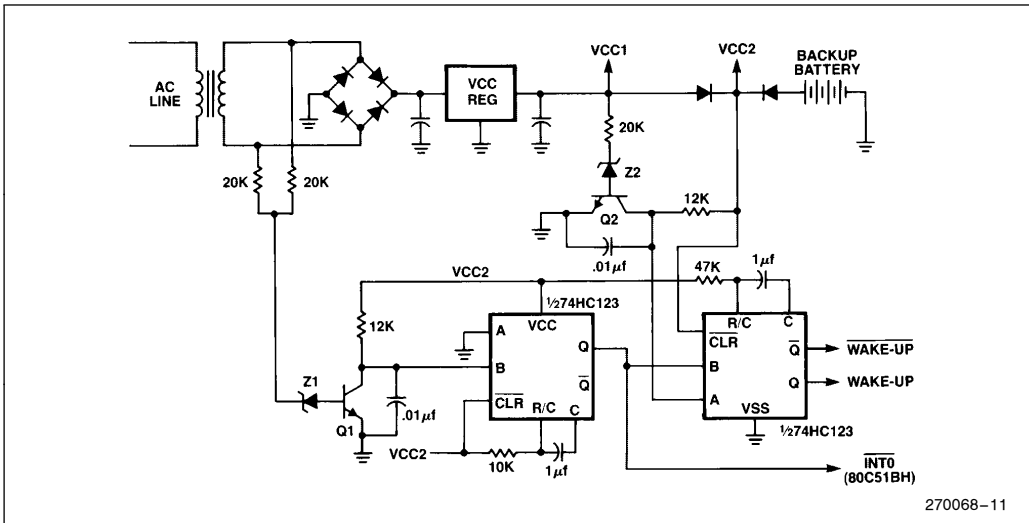 AC
LINE
20K
20K
VCC
REG
VCC1
20K
Z2
Q2
.01μf
VCC2
12K
BACKUP
BATTERY
VCC2
12K
Z1
Q1
.01μf
VCC2
10K
1μf
½74HC123
VCC
A
B
CLR
R/C
C
Q
Q
47K
1μf
R/C
C
CLR
B
A
VSS
Q
Q
½74HC123
WAKE-UP
WAKE-UP
INT0
(80C51BH)
270068–11